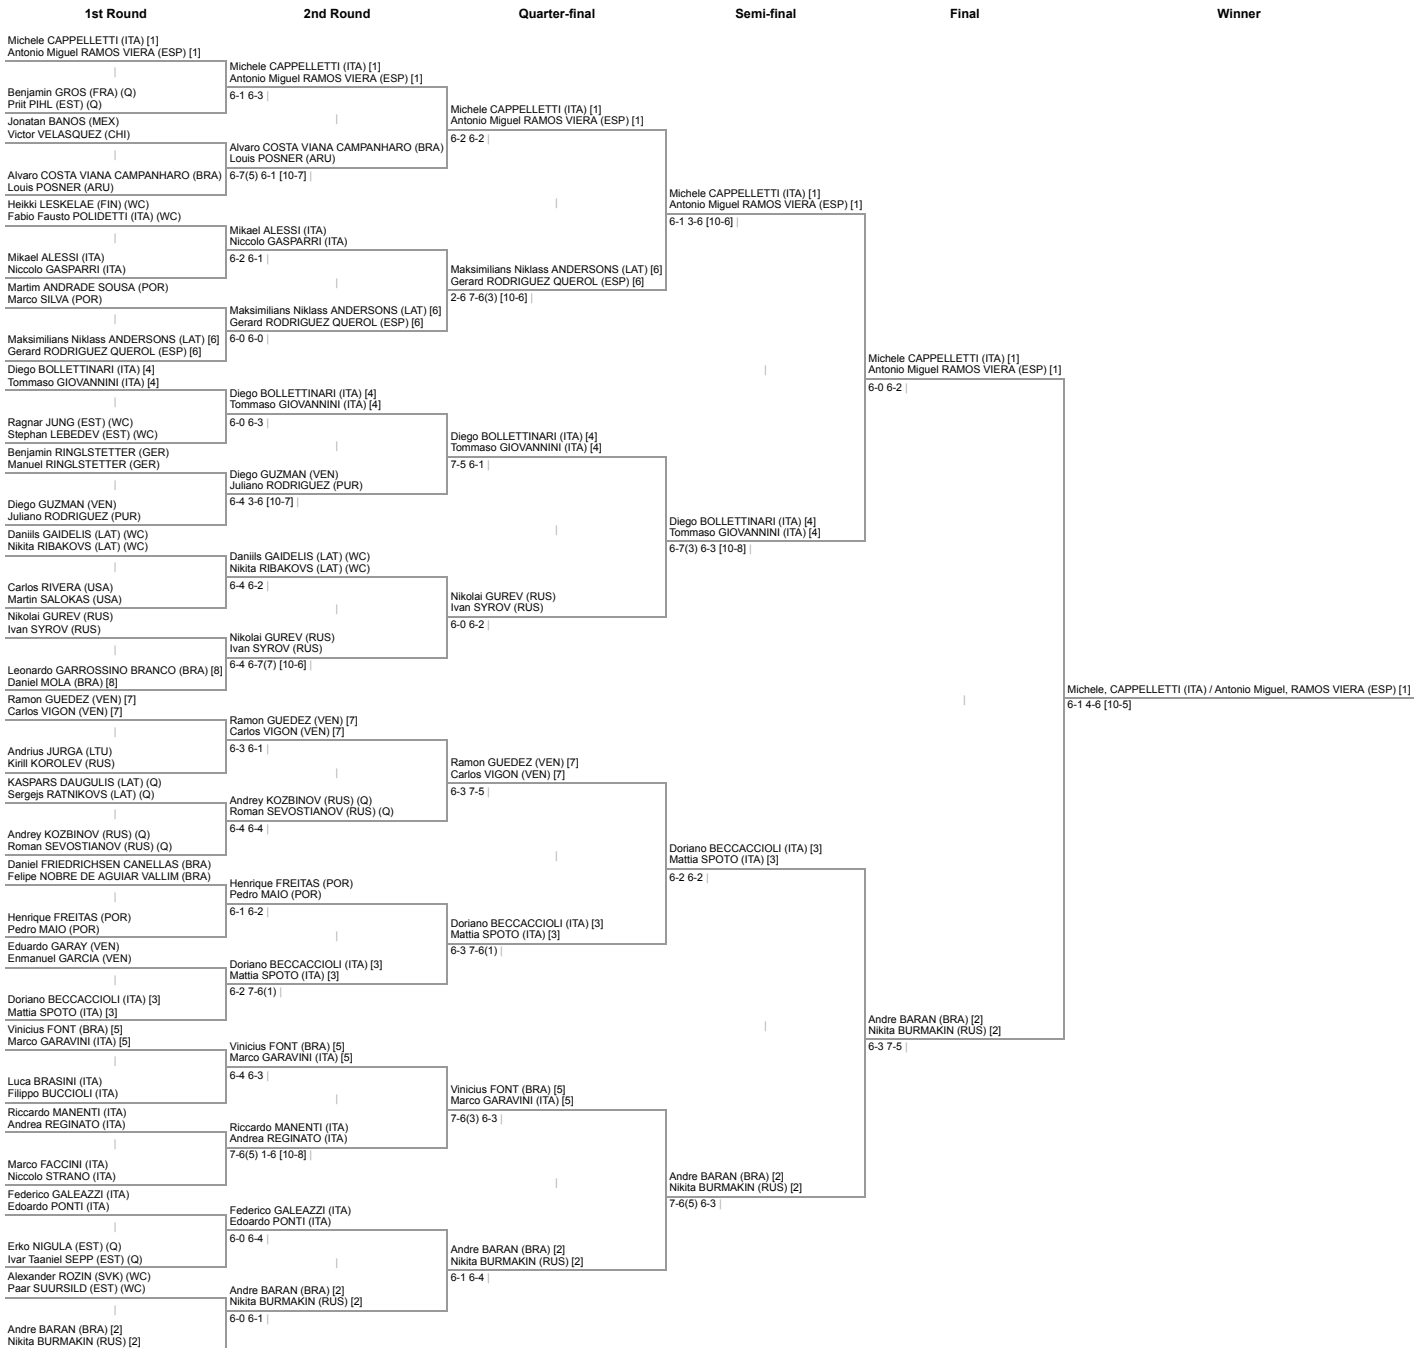 1st Round
2nd Round
Quarter-final
Semi-final
Final
Winner
Michele CAPPELLETTI (ITA) [1]
Antonio Miguel RAMOS VIERA (ESP) [1]
Benjamin GROS (FRA) (Q)
Priit PIHL (EST) (Q)
Jonatan BANOS (MEX)
Victor VELASQUEZ (CHI)
Alvaro COSTA VIANA CAMPANHARO (BRA)
Louis POSNER (ARU)
Heikki LESKELAE (FIN) (WC)
Fabio Fausto POLIDETTI (ITA) (WC)
Mikael ALESSI (ITA)
Niccolo GASPARRI (ITA)
Martim ANDRADE SOUSA (POR)
Marco SILVA (POR)
Maksimilians Niklass ANDERSONS (LAT) [6]
Gerard RODRIGUEZ QUEROL (ESP) [6]
Diego BOLLETTINARI (ITA) [4]
Tommaso GIOVANNINI (ITA) [4]
Ragnar JUNG (EST) (WC)
Stephan LEBEDEV (EST) (WC)
Benjamin RINGLSTETTER (GER)
Manuel RINGLSTETTER (GER)
Diego GUZMAN (VEN)
Juliano RODRIGUEZ (PUR)
Daniils GAIDELIS (LAT) (WC)
Nikita RIBAKOVS (LAT) (WC)
Carlos RIVERA (USA)
Martin SALOKAS (USA)
Nikolai GUREV (RUS)
Ivan SYROV (RUS)
Leonardo GARROSSINO BRANCO (BRA) [8]
Daniel MOLA (BRA) [8]
Ramon GUEDEZ (VEN) [7]
Carlos VIGON (VEN) [7]
Andrius JURGA (LTU)
Kirill KOROLEV (RUS)
KASPARS DAUGULIS (LAT) (Q)
Sergejs RATNIKOVS (LAT) (Q)
Andrey KOZBINOV (RUS) (Q)
Roman SEVOSTIANOV (RUS) (Q)
Daniel FRIEDRICHSEN CANELLAS (BRA)
Felipe NOBRE DE AGUIAR VALLIM (BRA)
Henrique FREITAS (POR)
Pedro MAIO (POR)
Eduardo GARAY (VEN)
Enmanuel GARCIA (VEN)
Doriano BECCACCIOLI (ITA) [3]
Mattia SPOTO (ITA) [3]
Vinicius FONT (BRA) [5]
Marco GARAVINI (ITA) [5]
Luca BRASINI (ITA)
Filippo BUCCIOLI (ITA)
Riccardo MANENTI (ITA)
Andrea REGINATO (ITA)
Marco FACCINI (ITA)
Niccolo STRANO (ITA)
Federico GALEAZZI (ITA)
Edoardo PONTI (ITA)
Erko NIGULA (EST) (Q)
Ivar Taaniel SEPP (EST) (Q)
Alexander ROZIN (SVK) (WC)
Paar SUURSILD (EST) (WC)
Andre BARAN (BRA) [2]
Nikita BURMAKIN (RUS) [2]
Michele CAPPELLETTI (ITA) [1]
Antonio Miguel RAMOS VIERA (ESP) [1]
6-1 6-3
Alvaro COSTA VIANA CAMPANHARO (BRA)
Louis POSNER (ARU)
6-7(5) 6-1 [10-7]
Mikael ALESSI (ITA)
Niccolo GASPARRI (ITA)
6-2 6-1
Maksimilians Niklass ANDERSONS (LAT) [6]
Gerard RODRIGUEZ QUEROL (ESP) [6]
6-0 6-0
Diego BOLLETTINARI (ITA) [4]
Tommaso GIOVANNINI (ITA) [4]
6-0 6-3
Diego GUZMAN (VEN)
Juliano RODRIGUEZ (PUR)
6-4 3-6 [10-7]
Daniils GAIDELIS (LAT) (WC)
Nikita RIBAKOVS (LAT) (WC)
6-4 6-2
Nikolai GUREV (RUS)
Ivan SYROV (RUS)
6-4 6-7(7) [10-6]
Ramon GUEDEZ (VEN) [7]
Carlos VIGON (VEN) [7]
6-3 6-1
Andrey KOZBINOV (RUS) (Q)
Roman SEVOSTIANOV (RUS) (Q)
6-4 6-4
Henrique FREITAS (POR)
Pedro MAIO (POR)
6-1 6-2
Doriano BECCACCIOLI (ITA) [3]
Mattia SPOTO (ITA) [3]
6-2 7-6(1)
Vinicius FONT (BRA) [5]
Marco GARAVINI (ITA) [5]
6-4 6-3
Riccardo MANENTI (ITA)
Andrea REGINATO (ITA)
7-6(5) 1-6 [10-8]
Federico GALEAZZI (ITA)
Edoardo PONTI (ITA)
6-0 6-4
Andre BARAN (BRA) [2]
Nikita BURMAKIN (RUS) [2]
6-0 6-1
Michele CAPPELLETTI (ITA) [1]
Antonio Miguel RAMOS VIERA (ESP) [1]
6-2 6-2
Maksimilians Niklass ANDERSONS (LAT) [6]
Gerard RODRIGUEZ QUEROL (ESP) [6]
2-6 7-6(3) [10-6]
Diego BOLLETTINARI (ITA) [4]
Tommaso GIOVANNINI (ITA) [4]
7-5 6-1
Nikolai GUREV (RUS)
Ivan SYROV (RUS)
6-0 6-2
Ramon GUEDEZ (VEN) [7]
Carlos VIGON (VEN) [7]
6-3 7-5
Doriano BECCACCIOLI (ITA) [3]
Mattia SPOTO (ITA) [3]
6-3 7-6(1)
Vinicius FONT (BRA) [5]
Marco GARAVINI (ITA) [5]
7-6(3) 6-3
Andre BARAN (BRA) [2]
Nikita BURMAKIN (RUS) [2]
6-1 6-4
Michele CAPPELLETTI (ITA) [1]
Antonio Miguel RAMOS VIERA (ESP) [1]
6-1 3-6 [10-6]
Diego BOLLETTINARI (ITA) [4]
Tommaso GIOVANNINI (ITA) [4]
6-7(3) 6-3 [10-8]
Doriano BECCACCIOLI (ITA) [3]
Mattia SPOTO (ITA) [3]
6-2 6-2
Andre BARAN (BRA) [2]
Nikita BURMAKIN (RUS) [2]
7-6(5) 6-3
Michele CAPPELLETTI (ITA) [1]
Antonio Miguel RAMOS VIERA (ESP) [1]
6-0 6-2
Andre BARAN (BRA) [2]
Nikita BURMAKIN (RUS) [2]
6-3 7-5
Michele, CAPPELLETTI (ITA) / Antonio Miguel, RAMOS VIERA (ESP) [1]
6-1 4-6 [10-5]